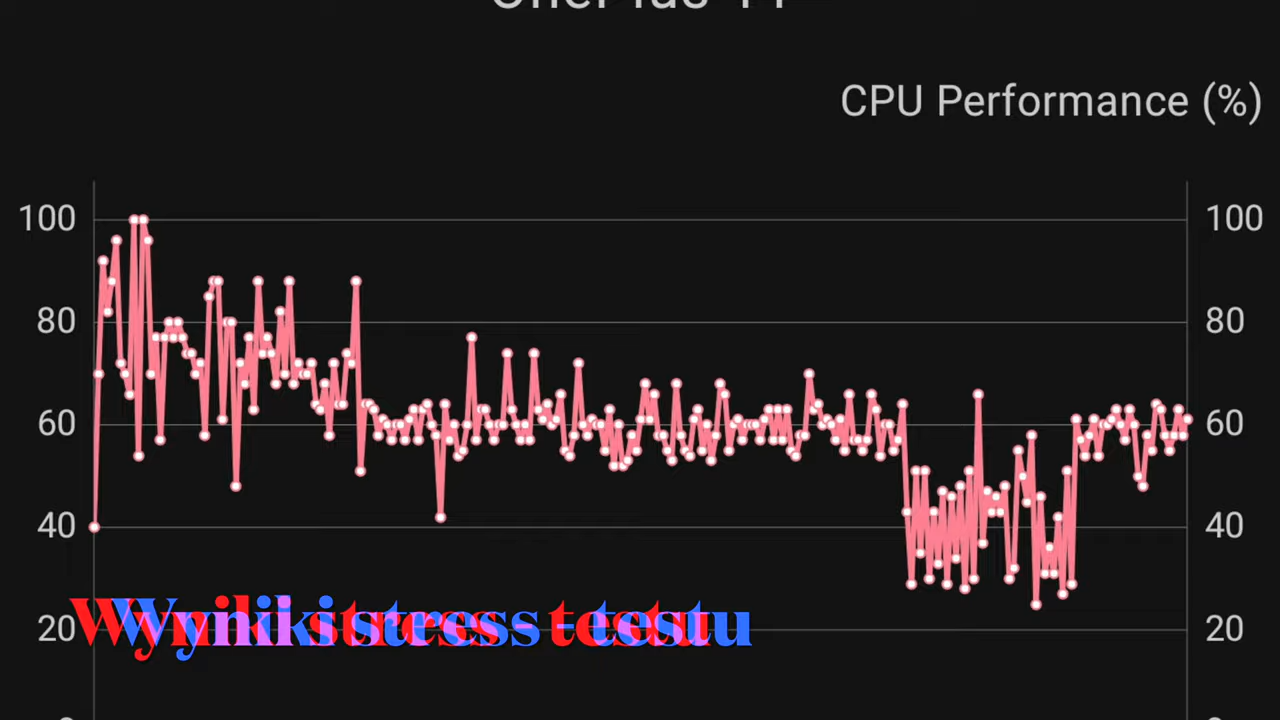 CPU Performance (%)
100 100
80 80
60 60
40 40
20 20
Wyniki stress - testu